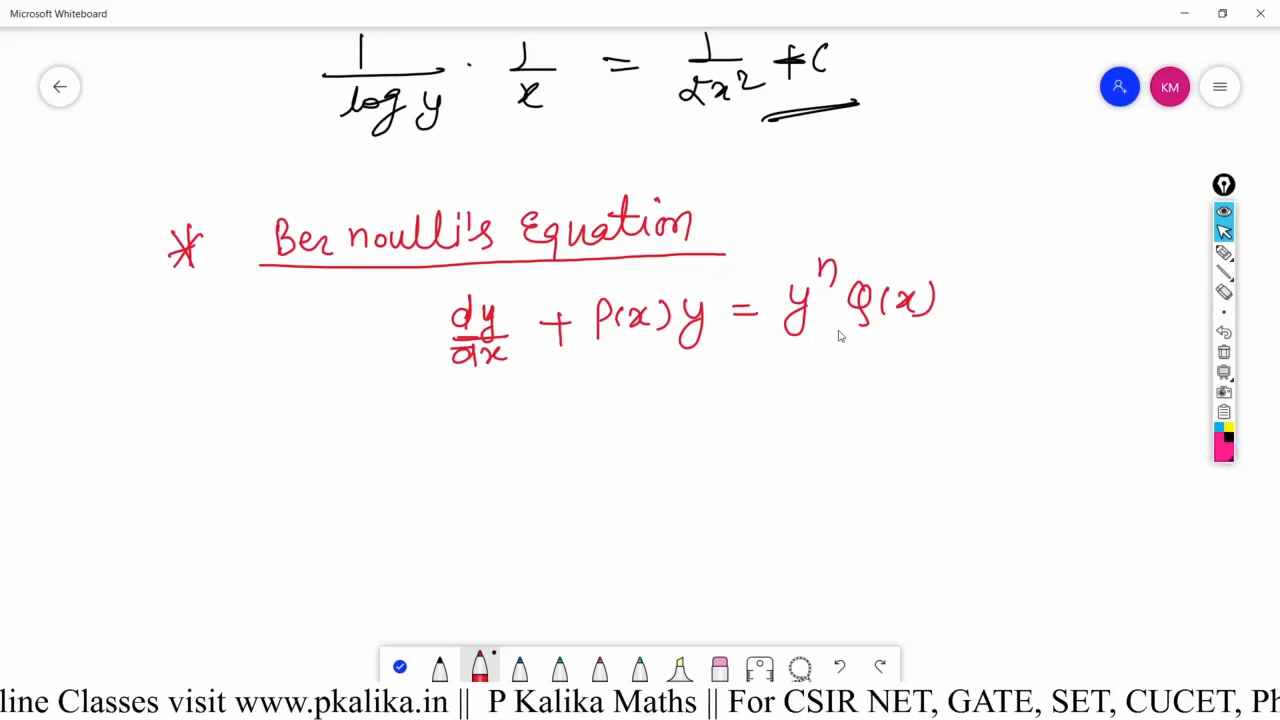 Microsoft Whiteboard
1/log y · 1/x = 1/2x² + C
KM
* Bernoulli's Equation
dy/dx + P(x) y = yⁿ Q(x)
line Classes visit www.pkalika.in || P Kalika Maths || For CSIR NET, GATE, SET, CUCET, Ph